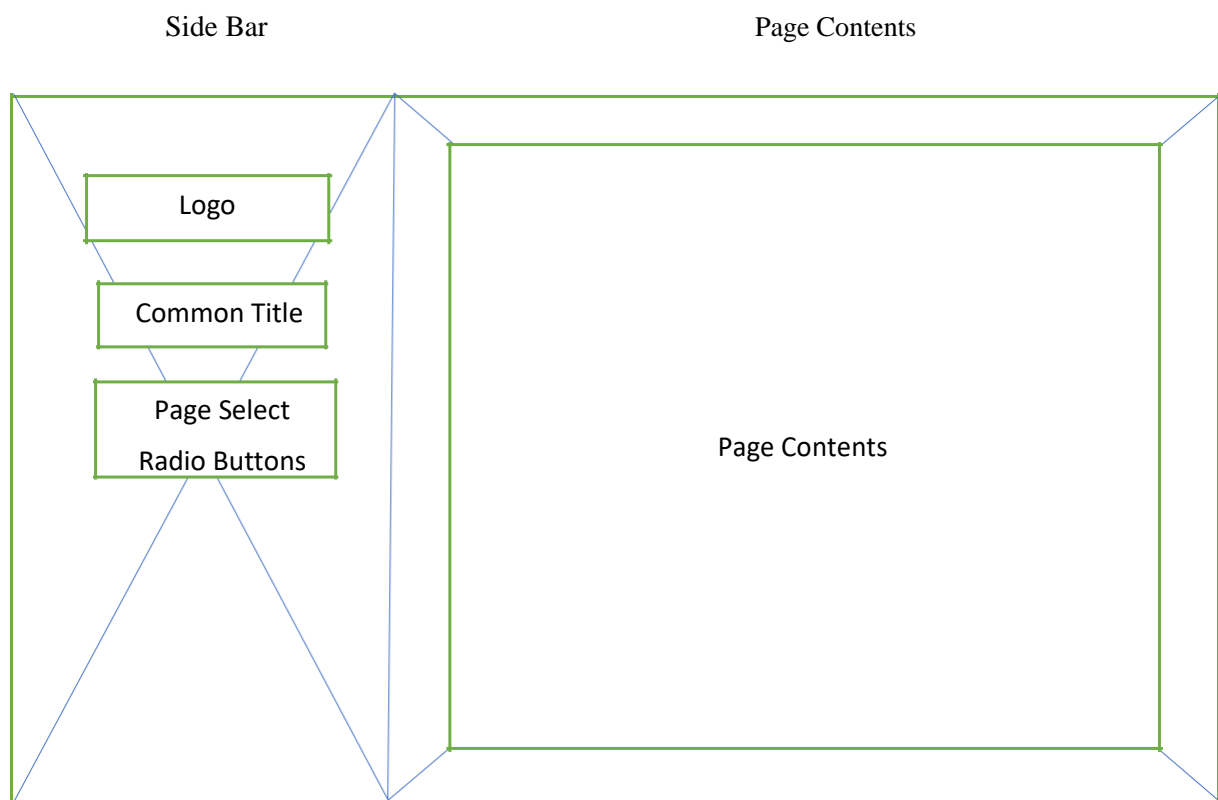 Side Bar
Page Contents
Logo
Common Title
Page Select
Radio Buttons
Page Contents